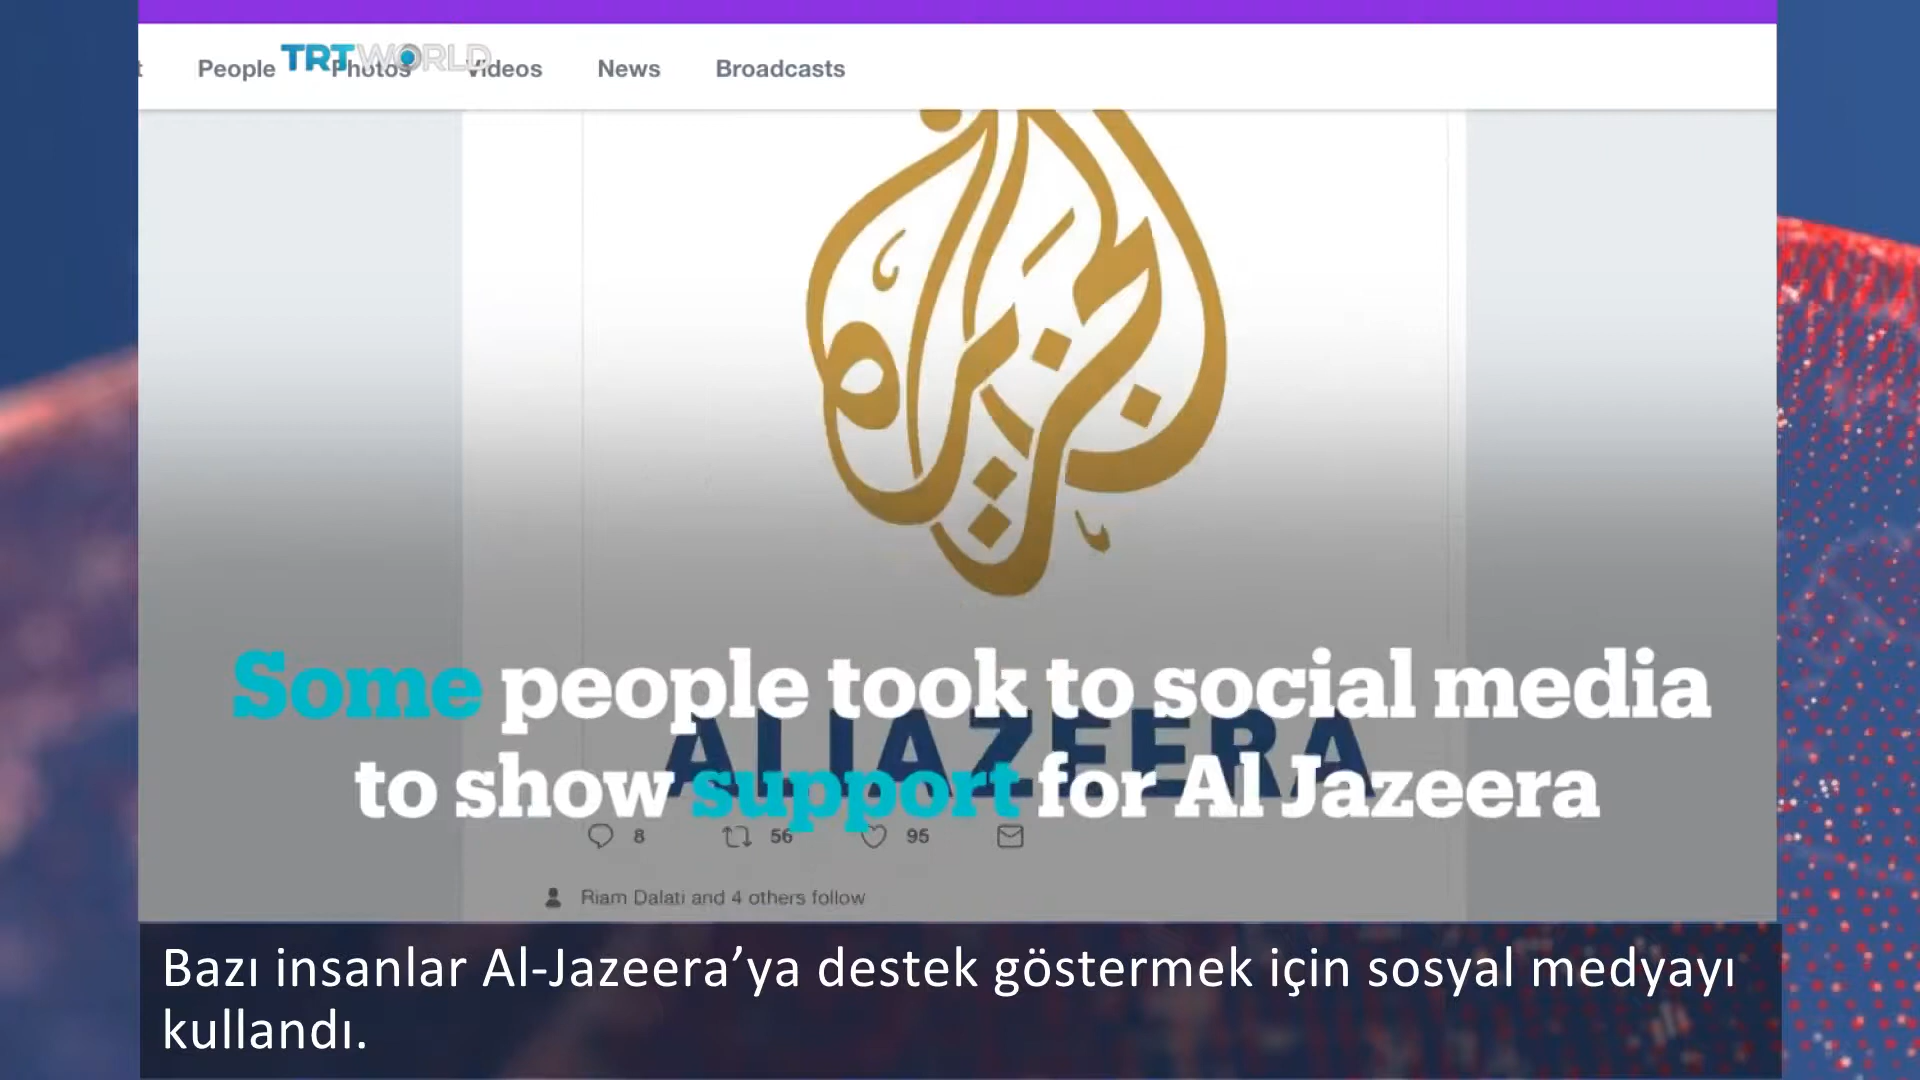 People Photos Videos News Broadcasts
TRT WORLD
الجزيرة
ALJAZEERA
Some people took to social media
to show support for Al Jazeera
8 56 95
Riam Dalati and 4 others follow
Bazı insanlar Al-Jazeera’ya destek göstermek için sosyal medyayı
kullandı.